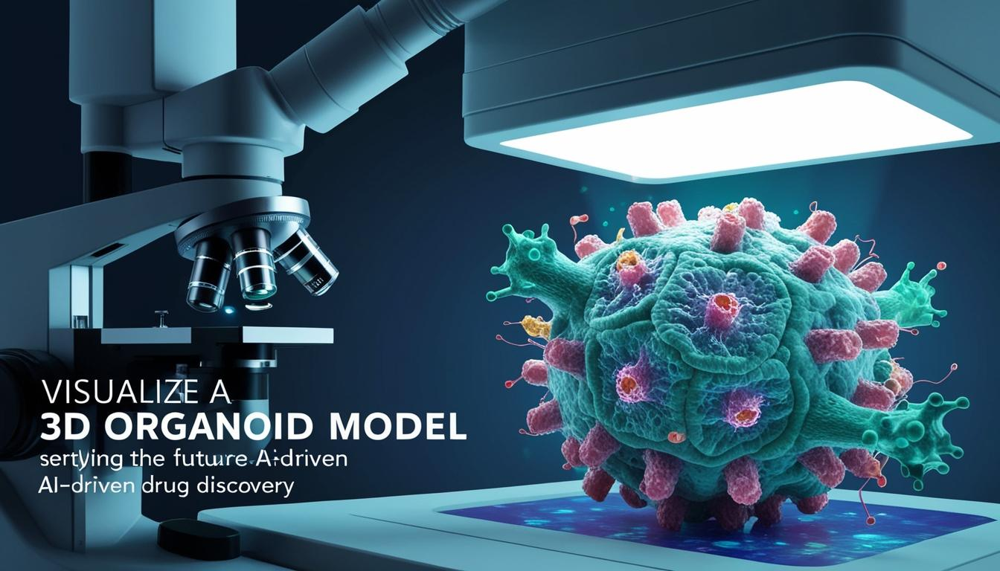 VISUALIZE A
3D ORGANOID MODEL
sertying the future Ai-driven
AI-driven drug discovery